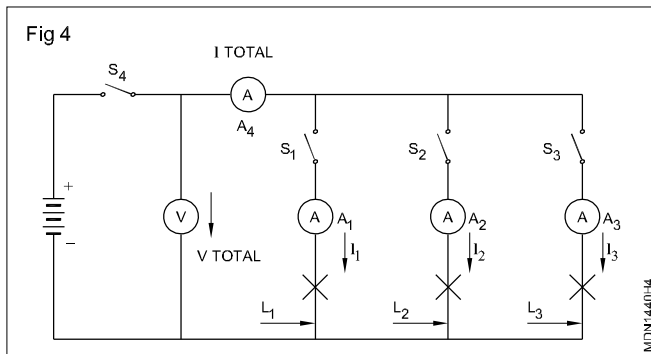 Fig 4
I TOTAL
S4
A
A4
S1
S2
S3
+
–
V
V TOTAL
A
A1
A
A2
A
A3
I1
I2
I3
L1
L2
L3
MDN1440H4